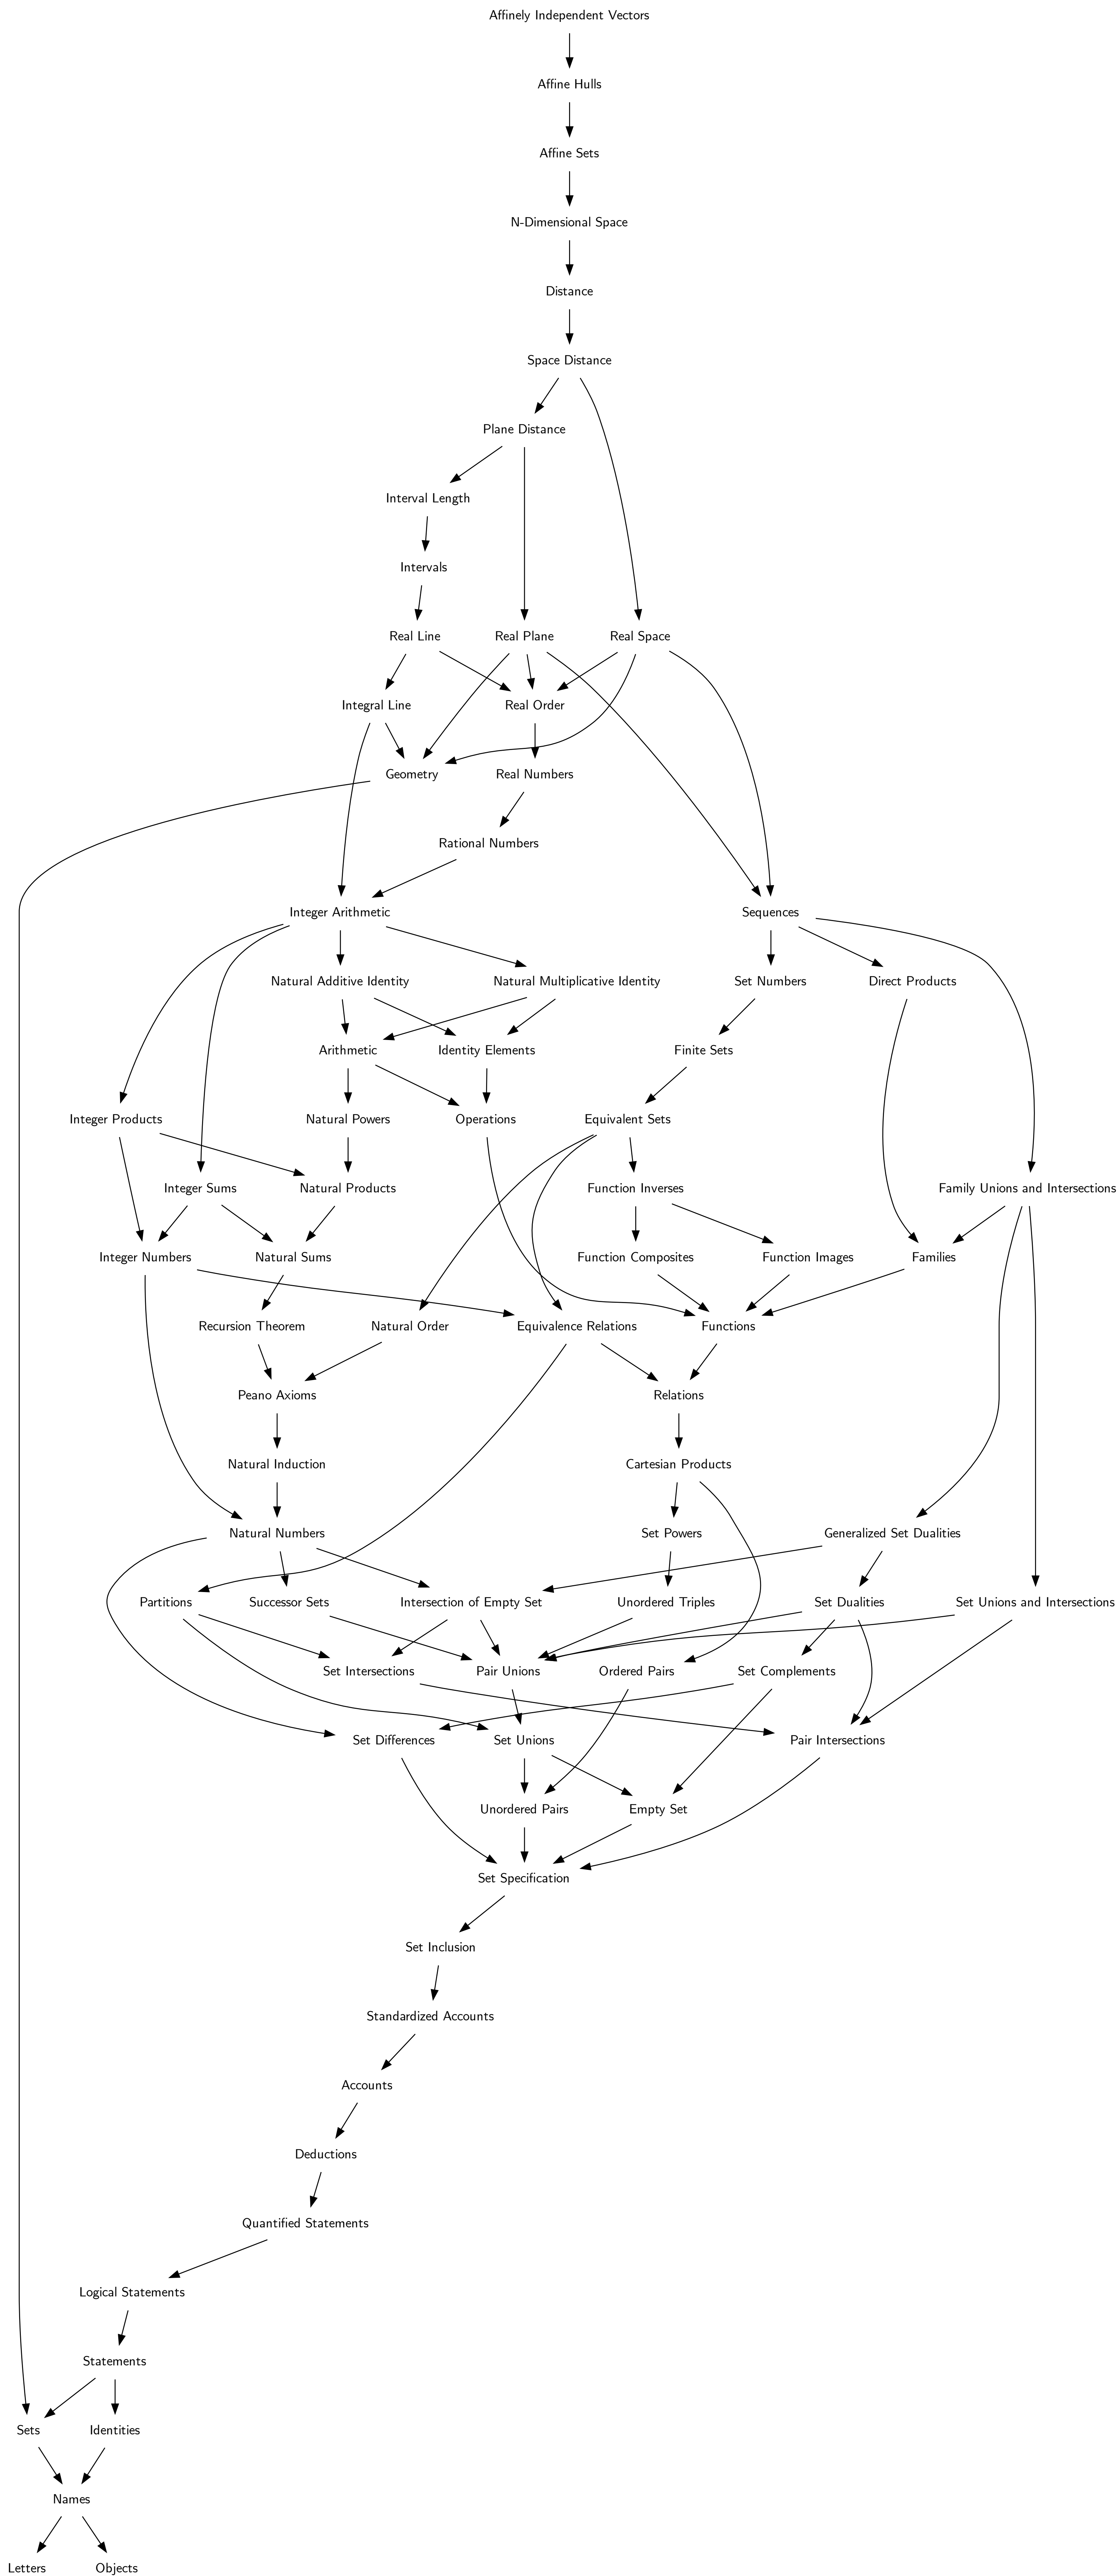 Affinely Independent Vectors
Affine Hulls
Affine Sets
N-Dimensional Space
Distance
Space Distance
Plane Distance
Interval Length
Intervals
Real Line
Real Plane
Real Space
Integral Line
Real Order
Geometry
Real Numbers
Rational Numbers
Integer Arithmetic
Sequences
Natural Additive Identity
Natural Multiplicative Identity
Set Numbers
Direct Products
Arithmetic
Identity Elements
Finite Sets
Integer Products
Natural Powers
Operations
Equivalent Sets
Integer Sums
Natural Products
Function Inverses
Family Unions and Intersections
Integer Numbers
Natural Sums
Function Composites
Function Images
Families
Recursion Theorem
Natural Order
Equivalence Relations
Functions
Peano Axioms
Relations
Natural Induction
Cartesian Products
Natural Numbers
Set Powers
Generalized Set Dualities
Partitions
Successor Sets
Intersection of Empty Set
Unordered Triples
Set Dualities
Set Unions and Intersections
Set Intersections
Pair Unions
Ordered Pairs
Set Complements
Set Differences
Set Unions
Pair Intersections
Unordered Pairs
Empty Set
Set Specification
Set Inclusion
Standardized Accounts
Accounts
Deductions
Quantified Statements
Logical Statements
Statements
Sets
Identities
Names
Letters
Objects